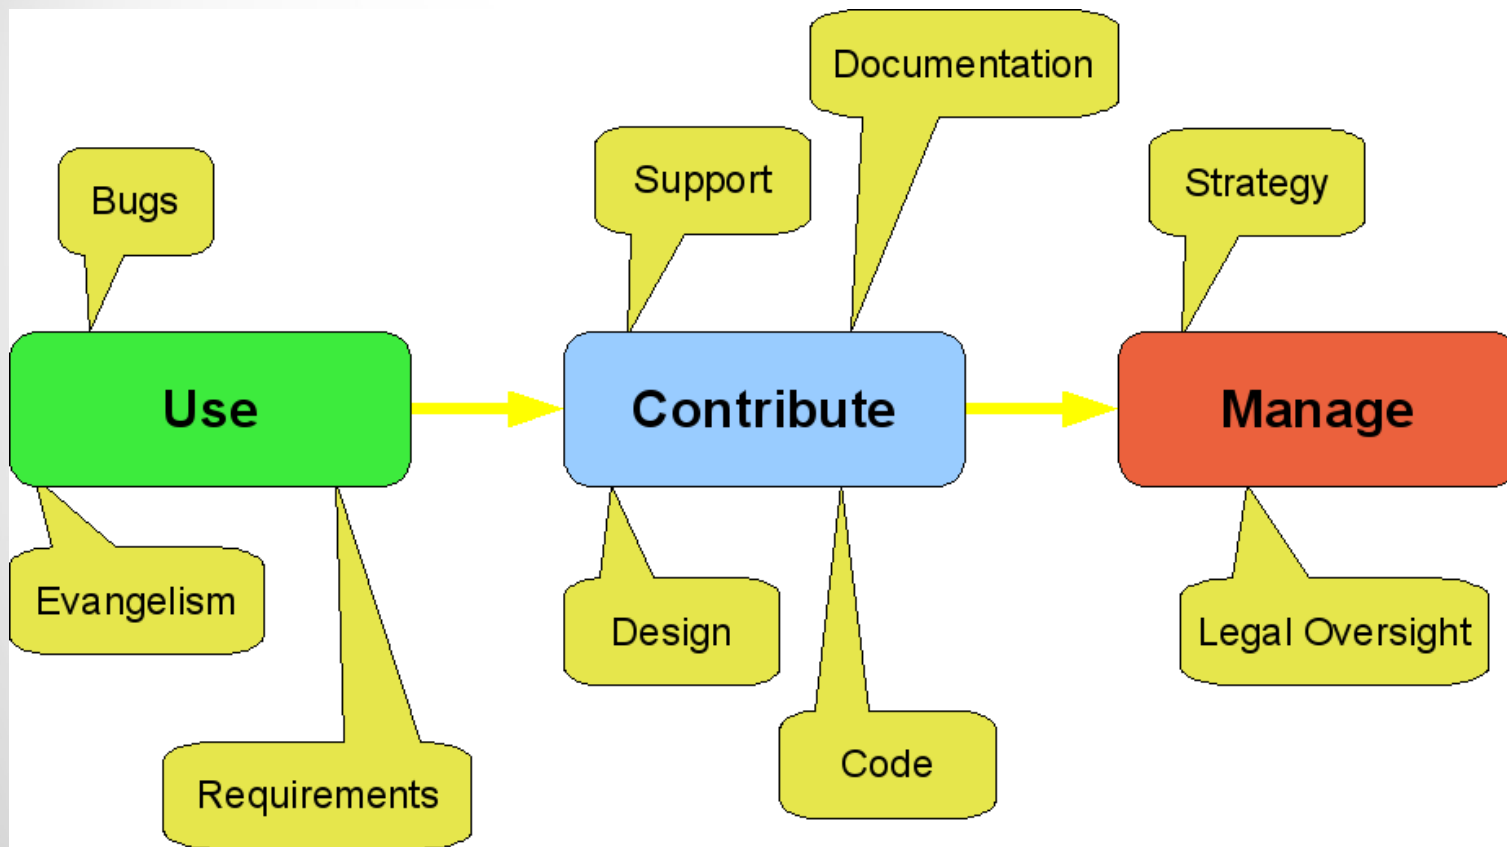 Documentation
Support
Strategy
Bugs
Use
Contribute
Manage
Evangelism
Design
Legal Oversight
Code
Requirements